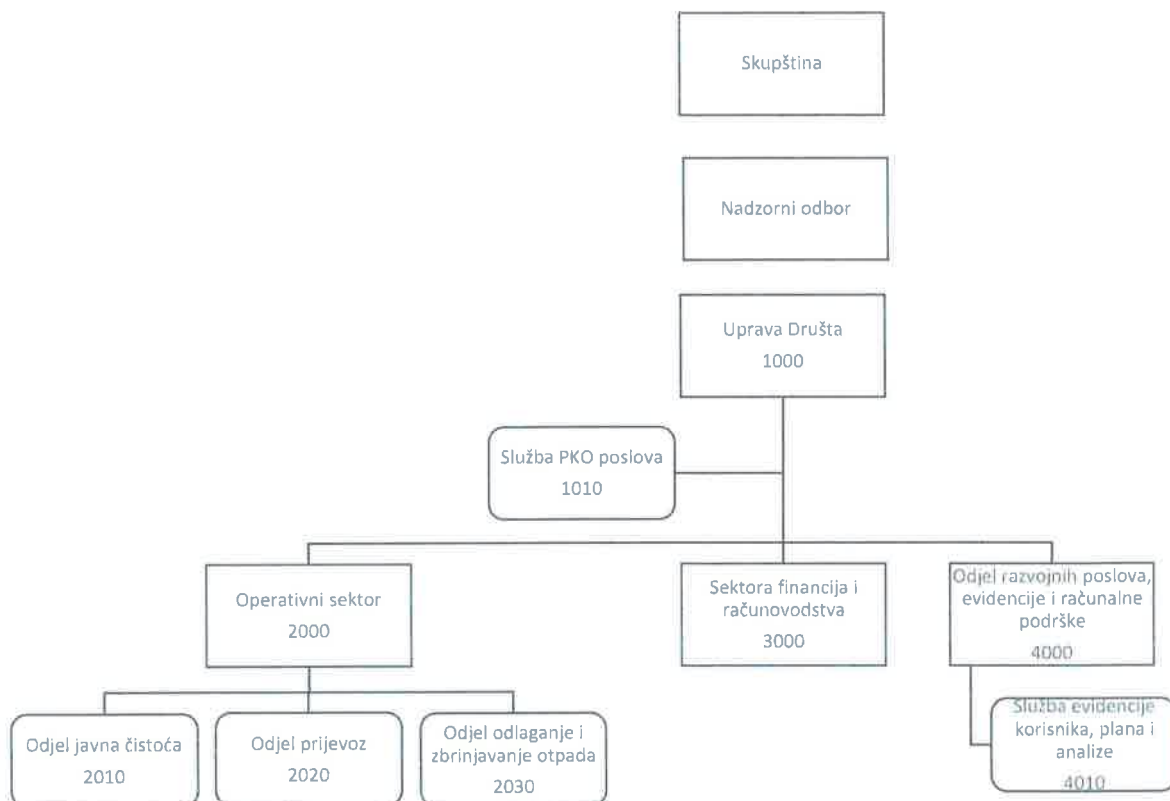 Skupština
Nadzorni odbor
Uprava Društa
1000
Služba PKO poslova
1010
Operativni sektor
2000
Sektora financija i
računovodstva
3000
Odjel razvojnih poslova,
evidencije i računalne
podrške
4000
Odjel javna čistoća
2010
Odjel prijevoz
2020
Odjel odlaganje i
zbrinjavanje otpada
2030
Služba evidencije
korisnika, plana i
analize
4010